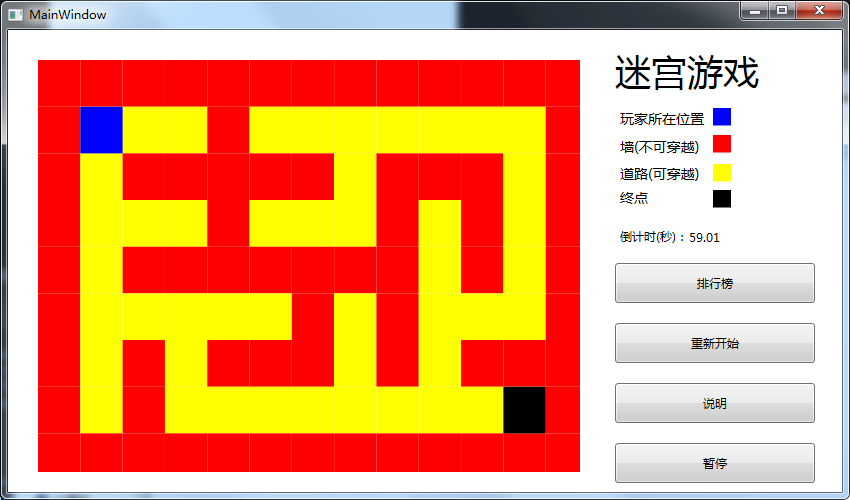 MainWindow
迷宫游戏
玩家所在位置
墙(不可穿越)
道路(可穿越)
终点
倒计时(秒)：59.01
排行榜
重新开始
说明
暂停